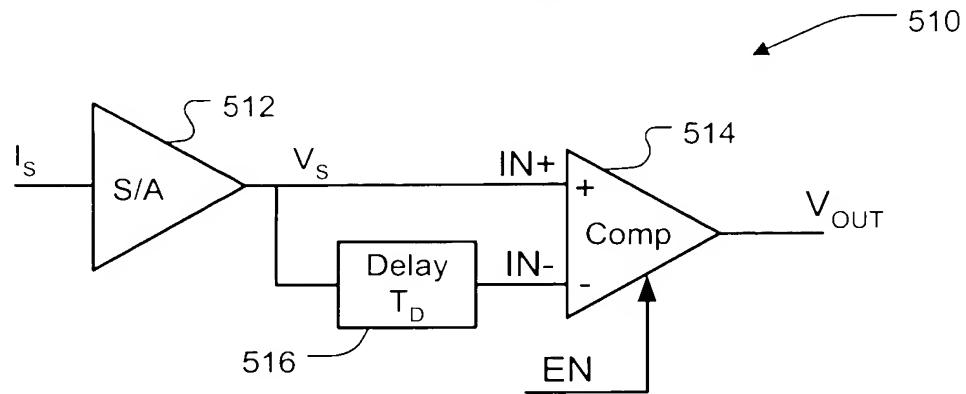 510
512
514
I_S
S/A
V_S
IN+
+
Comp
V_OUT
Delay
T_D
IN-
-
516
EN